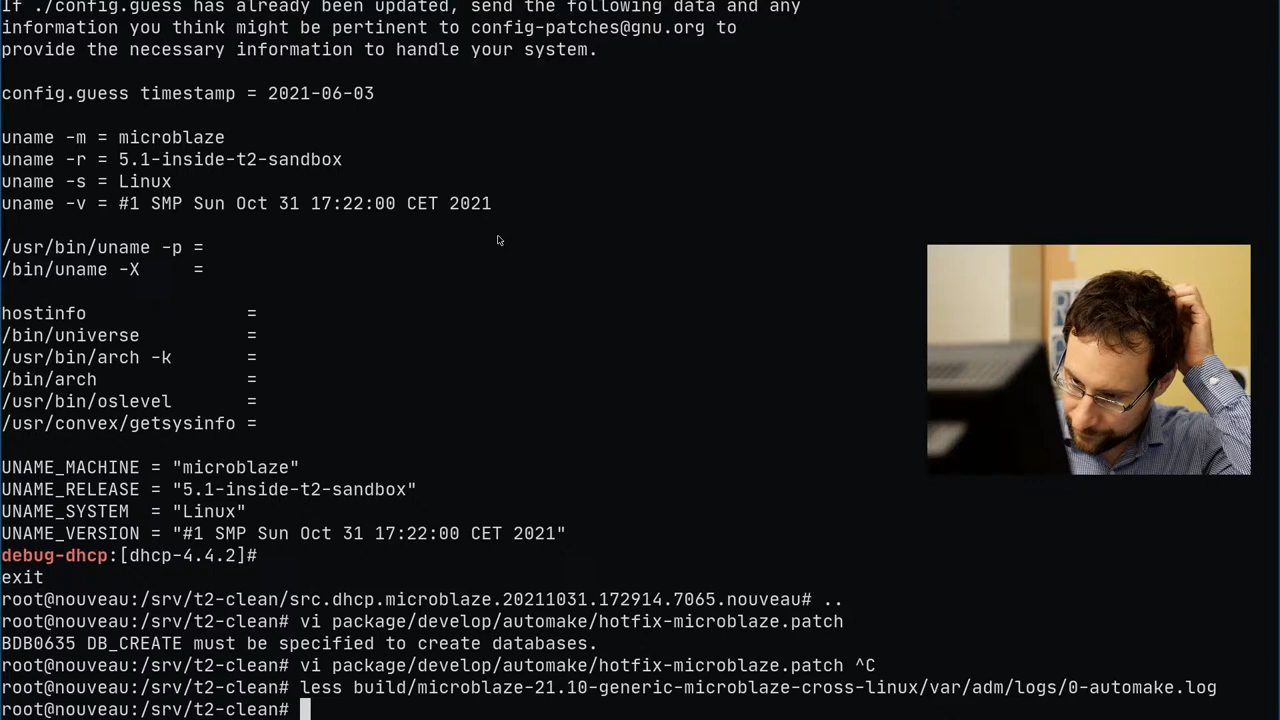 If ./config.guess has already been updated, send the following data and any
information you think might be pertinent to config-patches@gnu.org to
provide the necessary information to handle your system.
config.guess timestamp = 2021-06-03
uname -m = microblaze
uname -r = 5.1-inside-t2-sandbox
uname -s = Linux
uname -v = #1 SMP Sun Oct 31 17:22:00 CET 2021
/usr/bin/uname -p =
/bin/uname -X     =
hostinfo               =
/bin/universe          =
/usr/bin/arch -k       =
/bin/arch              =
/usr/bin/oslevel       =
/usr/convex/getsysinfo =
UNAME_MACHINE = "microblaze"
UNAME_RELEASE = "5.1-inside-t2-sandbox"
UNAME_SYSTEM  = "Linux"
UNAME_VERSION = "#1 SMP Sun Oct 31 17:22:00 CET 2021"
debug-dhcp:[dhcp-4.4.2]#
exit
root@nouveau:/srv/t2-clean/src.dhcp.microblaze.20211031.172914.7065.nouveau# ..
root@nouveau:/srv/t2-clean# vi package/develop/automake/hotfix-microblaze.patch
BDB0635 DB_CREATE must be specified to create databases.
root@nouveau:/srv/t2-clean# vi package/develop/automake/hotfix-microblaze.patch ^C
root@nouveau:/srv/t2-clean# less build/microblaze-21.10-generic-microblaze-cross-linux/var/adm/logs/0-automake.log
root@nouveau:/srv/t2-clean#